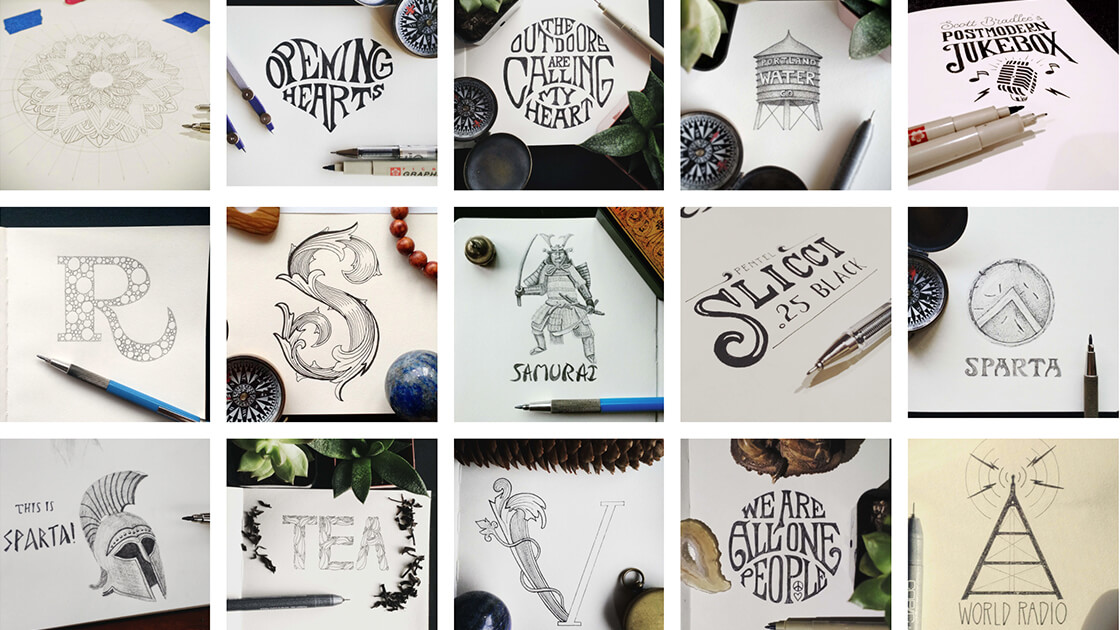 OPENING
HEARTS
GRAPH
THE
OUTDOORS
ARE
CALLING
MY
HEART
PORTLAND
WATER
CO
Scott Bradlee's
POSTMODERN
JUKEBOX
R
S
SAMURAI
PENTEL
SLICCI
.25 BLACK
SPARTA
THIS IS
SPARTA!
TEA
V
WE ARE
ALL ONE
PEOPLE
WORLD RADIO